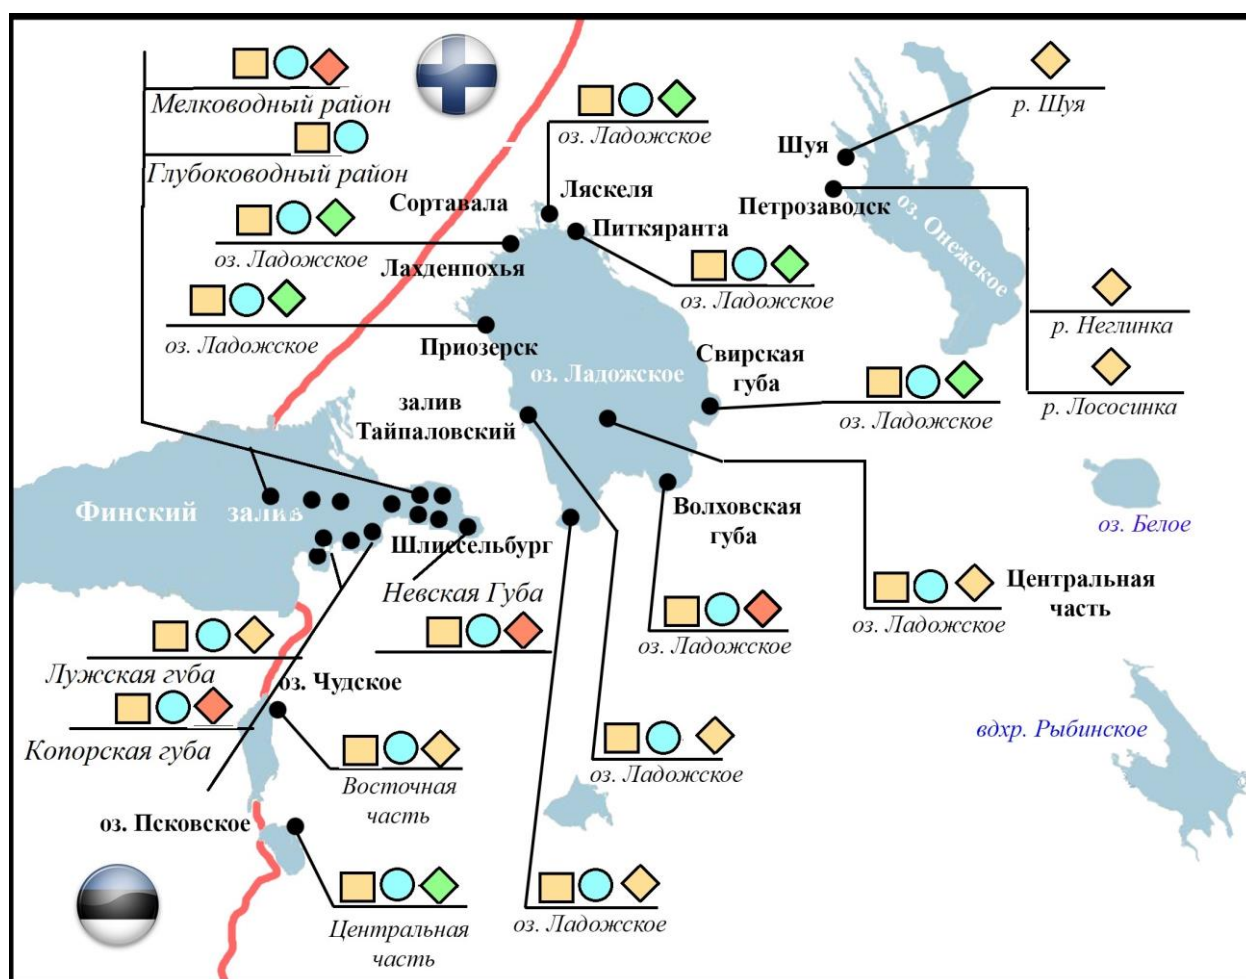 Мелководный район
Глубоководный район
оз. Ладожское
р. Шуя
Шуя
Ляскеля
Сортавала
Питкяранта
Петрозаводск
оз. Онежское
оз. Ладожское
Лахденпохья
оз. Ладожское
р. Неглинка
оз. Ладожское
Приозерск
Свирская
губа
оз. Ладожское
р. Лососинка
залив
Тайпаловский
оз. Ладожское
Финский залив
Волховская
губа
оз. Белое
Шлиссельбург
Невская Губа
Центральная
часть
оз. Ладожское
оз. Ладожское
Лужская губа
оз. Чудское
Копорская губа
вдхр. Рыбинское
оз. Ладожское
Восточная
часть
оз. Псковское
Центральная
часть
оз. Ладожское